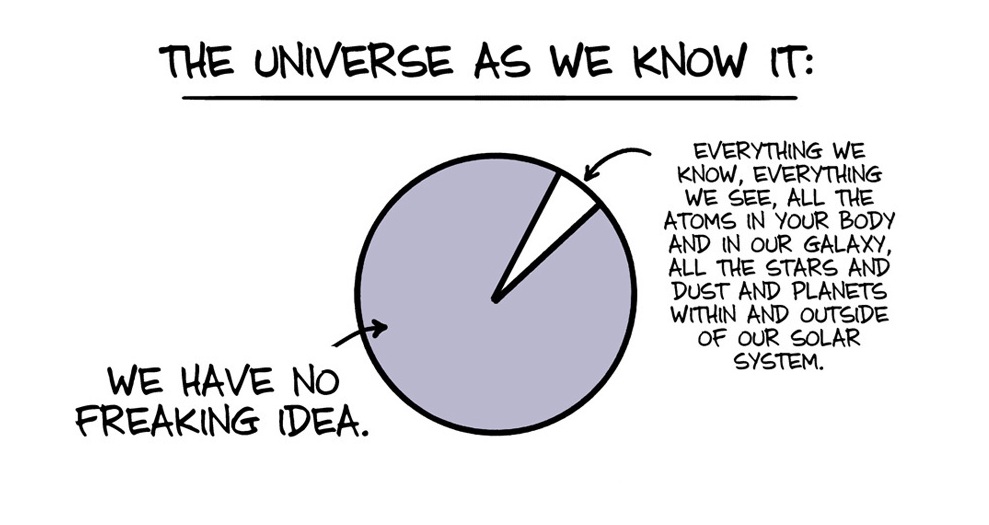 THE UNIVERSE AS WE KNOW IT:
EVERYTHING WE
KNOW, EVERYTHING
WE SEE, ALL THE
ATOMS IN YOUR BODY
AND IN OUR GALAXY,
ALL THE STARS AND
DUST AND PLANETS
WITHIN AND OUTSIDE
OF OUR SOLAR
SYSTEM.
WE HAVE NO
FREAKING IDEA.